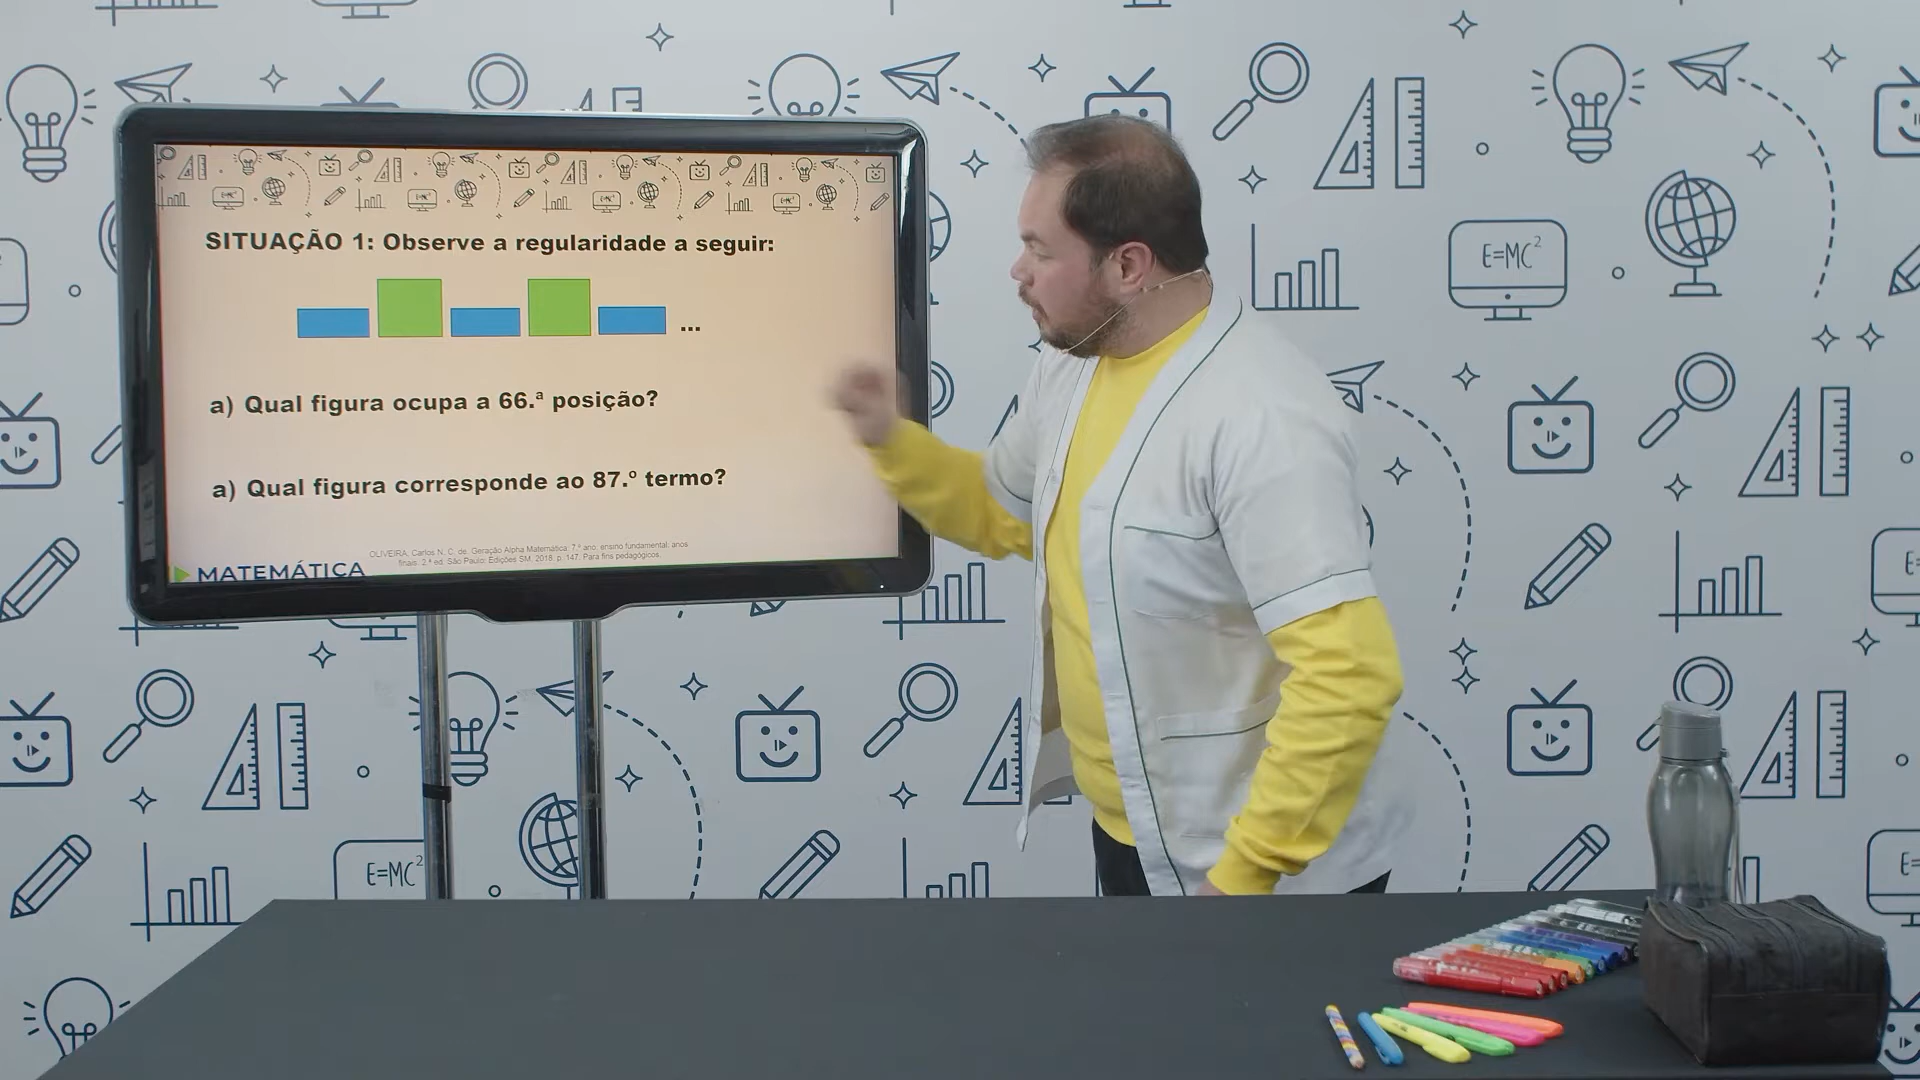 SITUAÇÃO 1: Observe a regularidade a seguir:
...
a) Qual figura ocupa a 66.ª posição?
a) Qual figura corresponde ao 87.º termo?
OLIVEIRA, Carlos N. C. de. Geração Alpha Matemática: 7.º ano: ensino fundamental: anos
finais. 2.ª ed. São Paulo: Edições SM, 2018. p. 147. Para fins pedagógicos.
MATEMÁTICA
E=MC²
E=MC²